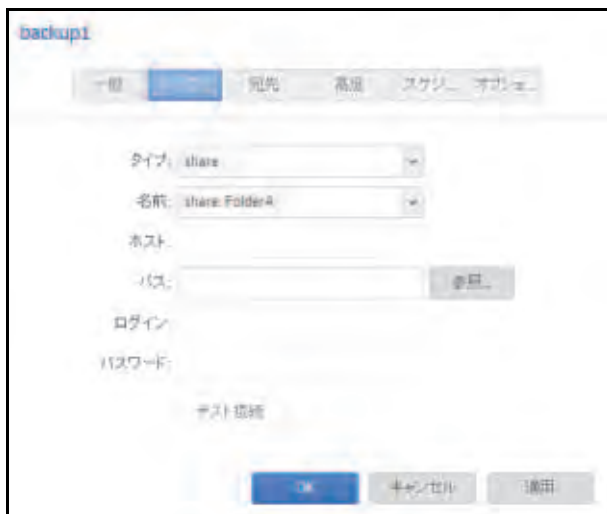 backup1
一般 宛先 高度 スケジ... オプショ...
タイプ: share
名前: share: FolderA
ホスト:
パス: 参照...
ログイン:
パスワード:
テスト接続
OK キャンセル 適用